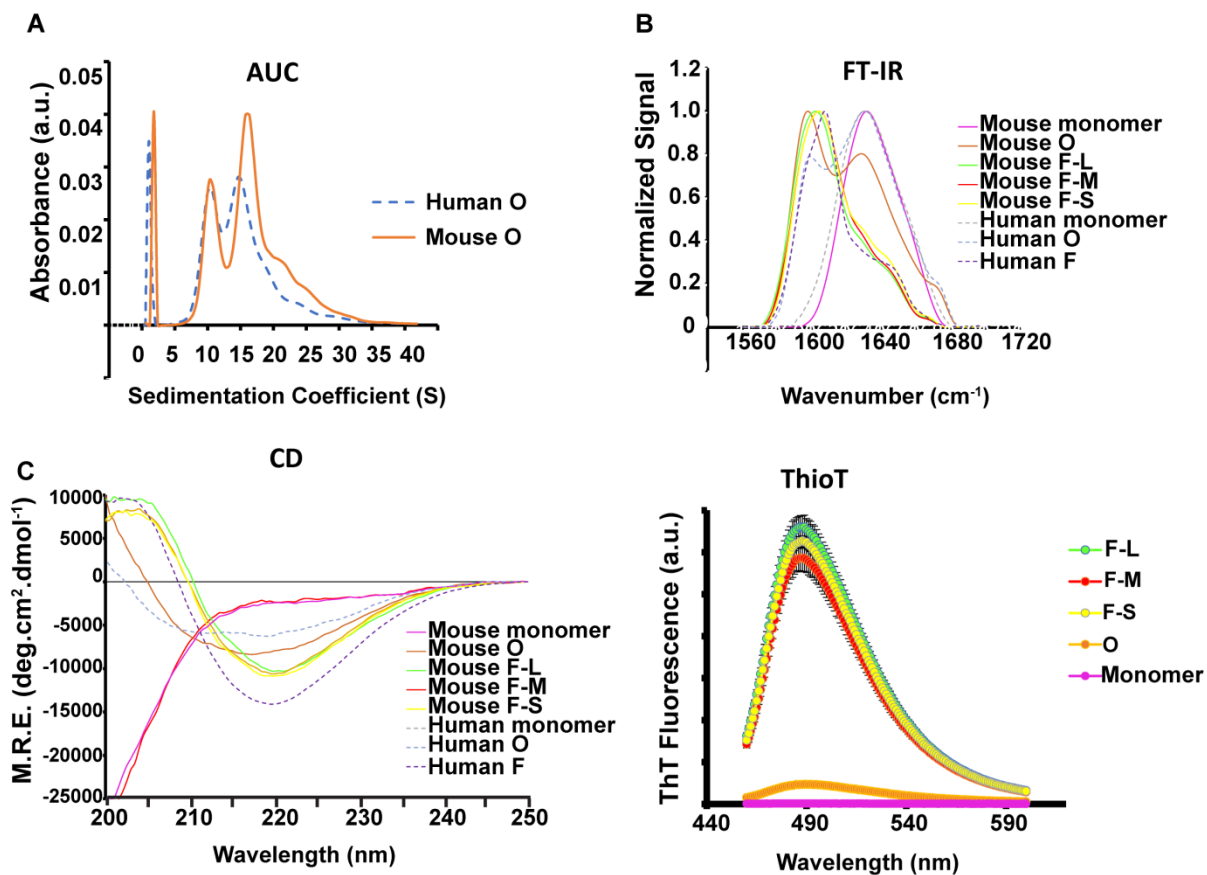 A
AUC
Absorbance (a.u.)
0.05
0.04
0.03
0.02
0.01
0 5 10 15 20 25 30 35 40
Sedimentation Coefficient (S)
Human O
Mouse O
B
FT-IR
Normalized Signal
1.2
1.0
0.8
0.6
0.4
0.2
0
1560 1600 1640 1680 1720
Wavenumber (cm⁻¹)
Mouse monomer
Mouse O
Mouse F-L
Mouse F-M
Mouse F-S
Human monomer
Human O
Human F
C
CD
M.R.E. (deg.cm².dmol⁻¹)
10000
5000
0
-5000
-10000
-15000
-20000
-25000
200 210 220 230 240 250
Wavelength (nm)
Mouse monomer
Mouse O
Mouse F-L
Mouse F-M
Mouse F-S
Human monomer
Human O
Human F
ThioT
ThT Fluorescence (a.u.)
440 490 540 590
Wavelength (nm)
F-L
F-M
F-S
O
Monomer